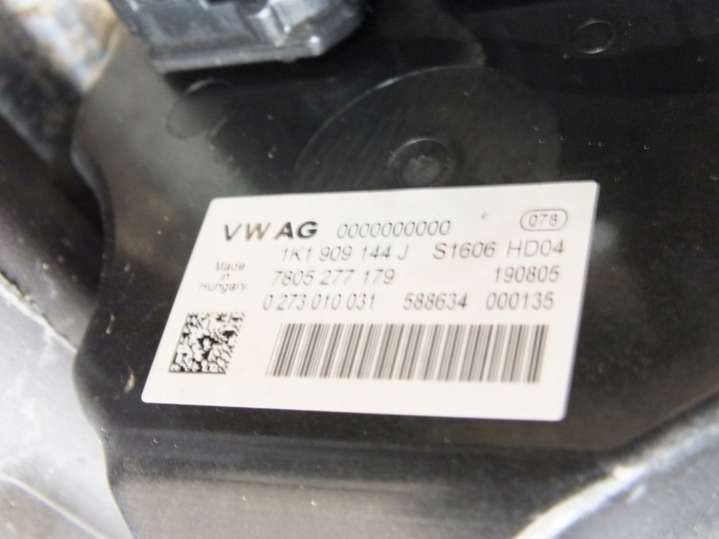 VW AG 0000000000 078
1K1 909 144 J S1606 HD04
Made in Hungary
7805 277 179 190805
0 273 010 031 588634 000135